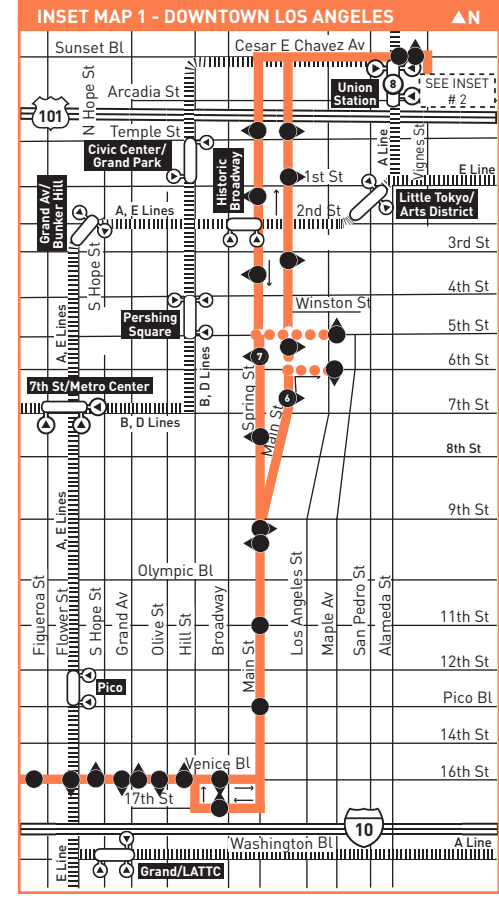 INSET MAP 1 - DOWNTOWN LOS ANGELES
N
Sunset Bl
Cesar E Chavez Av
N Hope St
Union
Station
8
SEE INSET
# 2
Arcadia St
101
Temple St
A Line
Vignes St
Civic Center/
Grand Park
1st St
E Line
Grand Av/
Bunker Hill
Historic
Broadway
Little Tokyo/
Arts District
A, E Lines
2nd St
3rd St
S Hope St
4th St
Winston St
Pershing
Square
5th St
A, E Lines
B, D Lines
7
6th St
7th St/Metro Center
Spring St
Main St
6
7th St
B, D Lines
8th St
A, E Lines
9th St
Olympic Bl
Figueroa St
Flower St
S Hope St
Grand Av
Olive St
Hill St
Broadway
Main St
Los Angeles St
Maple Av
San Pedro St
Alameda St
11th St
12th St
Pico
Pico Bl
14th St
Venice Bl
16th St
17th St
10
Washington Bl
A Line
E Line
Grand/LATTC